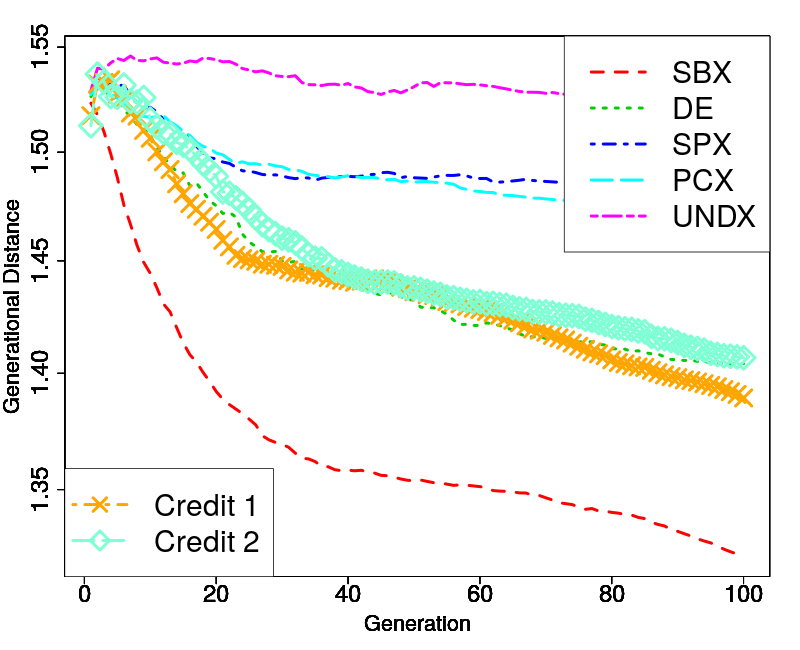 1.55
1.50
1.45
1.40
1.35
Generational Distance
SBX
DE
SPX
PCX
UNDX
Credit 1
Credit 2
0 20 40 60 80 100
Generation